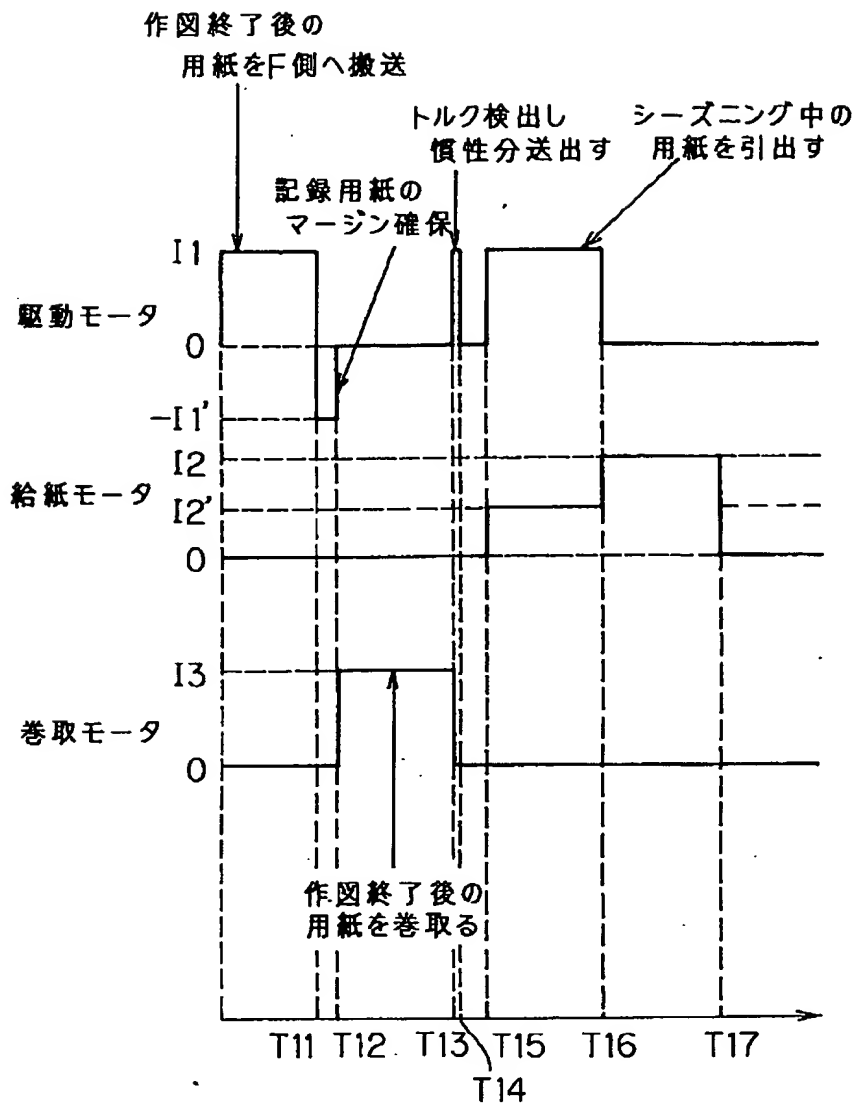 作図終了後の
用紙をF側へ搬送
トルク検出し
慣性分送出す
シーズニング中の
用紙を引出す
記録用紙の
マージン確保
I1
駆動モータ
0
-I1'
I2
給紙モータ
I2'
0
I3
巻取モータ
0
作図終了後の
用紙を巻取る
T11 T12 T13 T15 T16 T17
T14